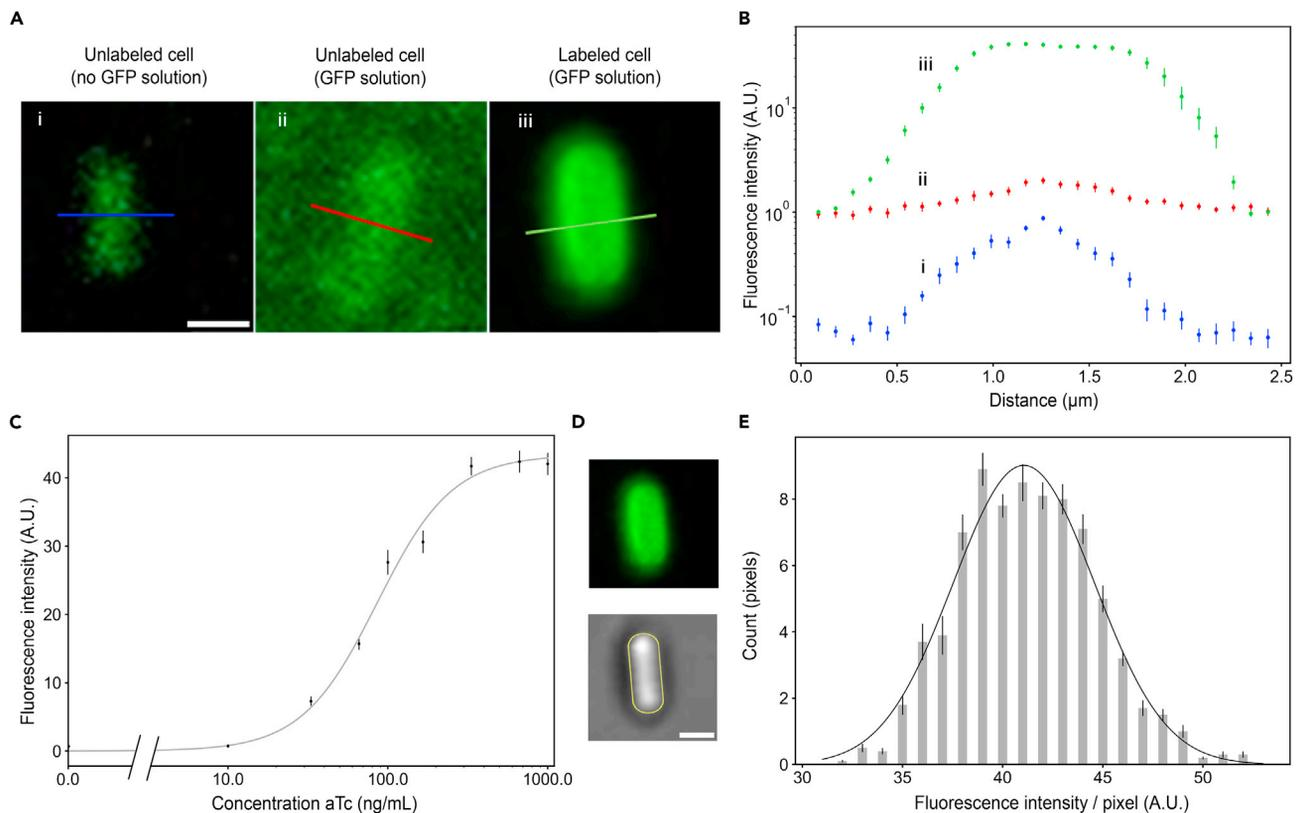 A
Unlabeled cell
(no GFP solution)
Unlabeled cell
(GFP solution)
Labeled cell
(GFP solution)
i
ii
iii
B
Fluorescence intensity (A.U.)
10¹
10⁰
10⁻¹
iii
ii
i
0.0 0.5 1.0 1.5 2.0 2.5
Distance (µm)
C
Fluorescence intensity (A.U.)
40
30
20
10
0
0.0 10.0 100.0 1000.0
Concentration aTc (ng/mL)
D
E
Count (pixels)
8
6
4
2
0
30 35 40 45 50
Fluorescence intensity / pixel (A.U.)